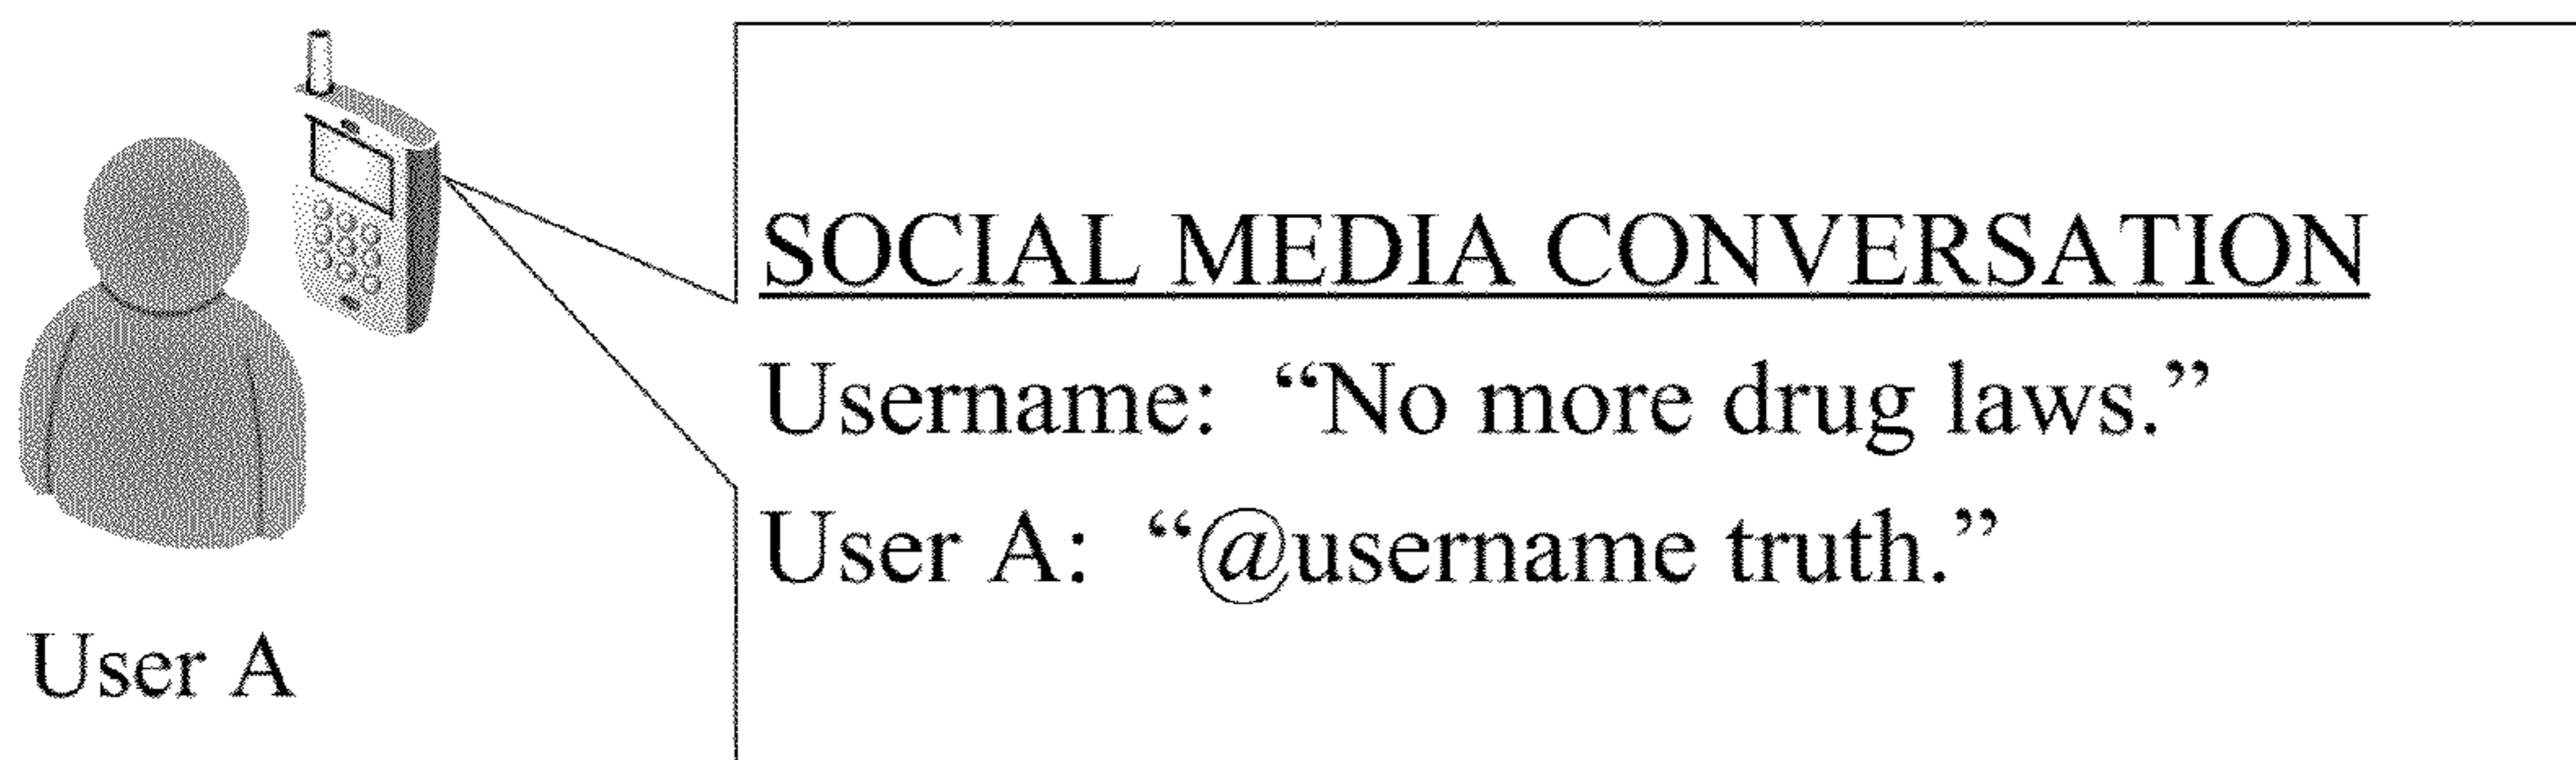 SOCIAL MEDIA CONVERSATION
Username: “No more drug laws.”
User A: “@username truth.”
User A